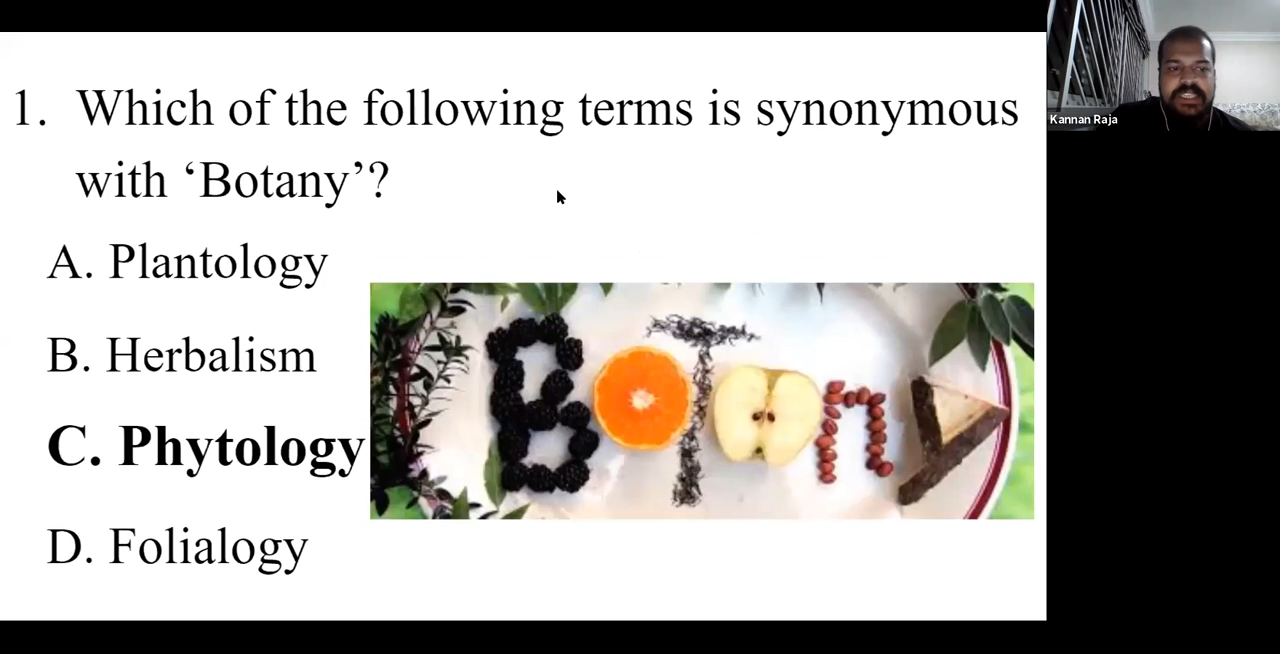 1. Which of the following terms is synonymous
with ‘Botany’?
A. Plantology
B. Herbalism
C. Phytology
D. Folialogy
BoTany
Kannan Raja